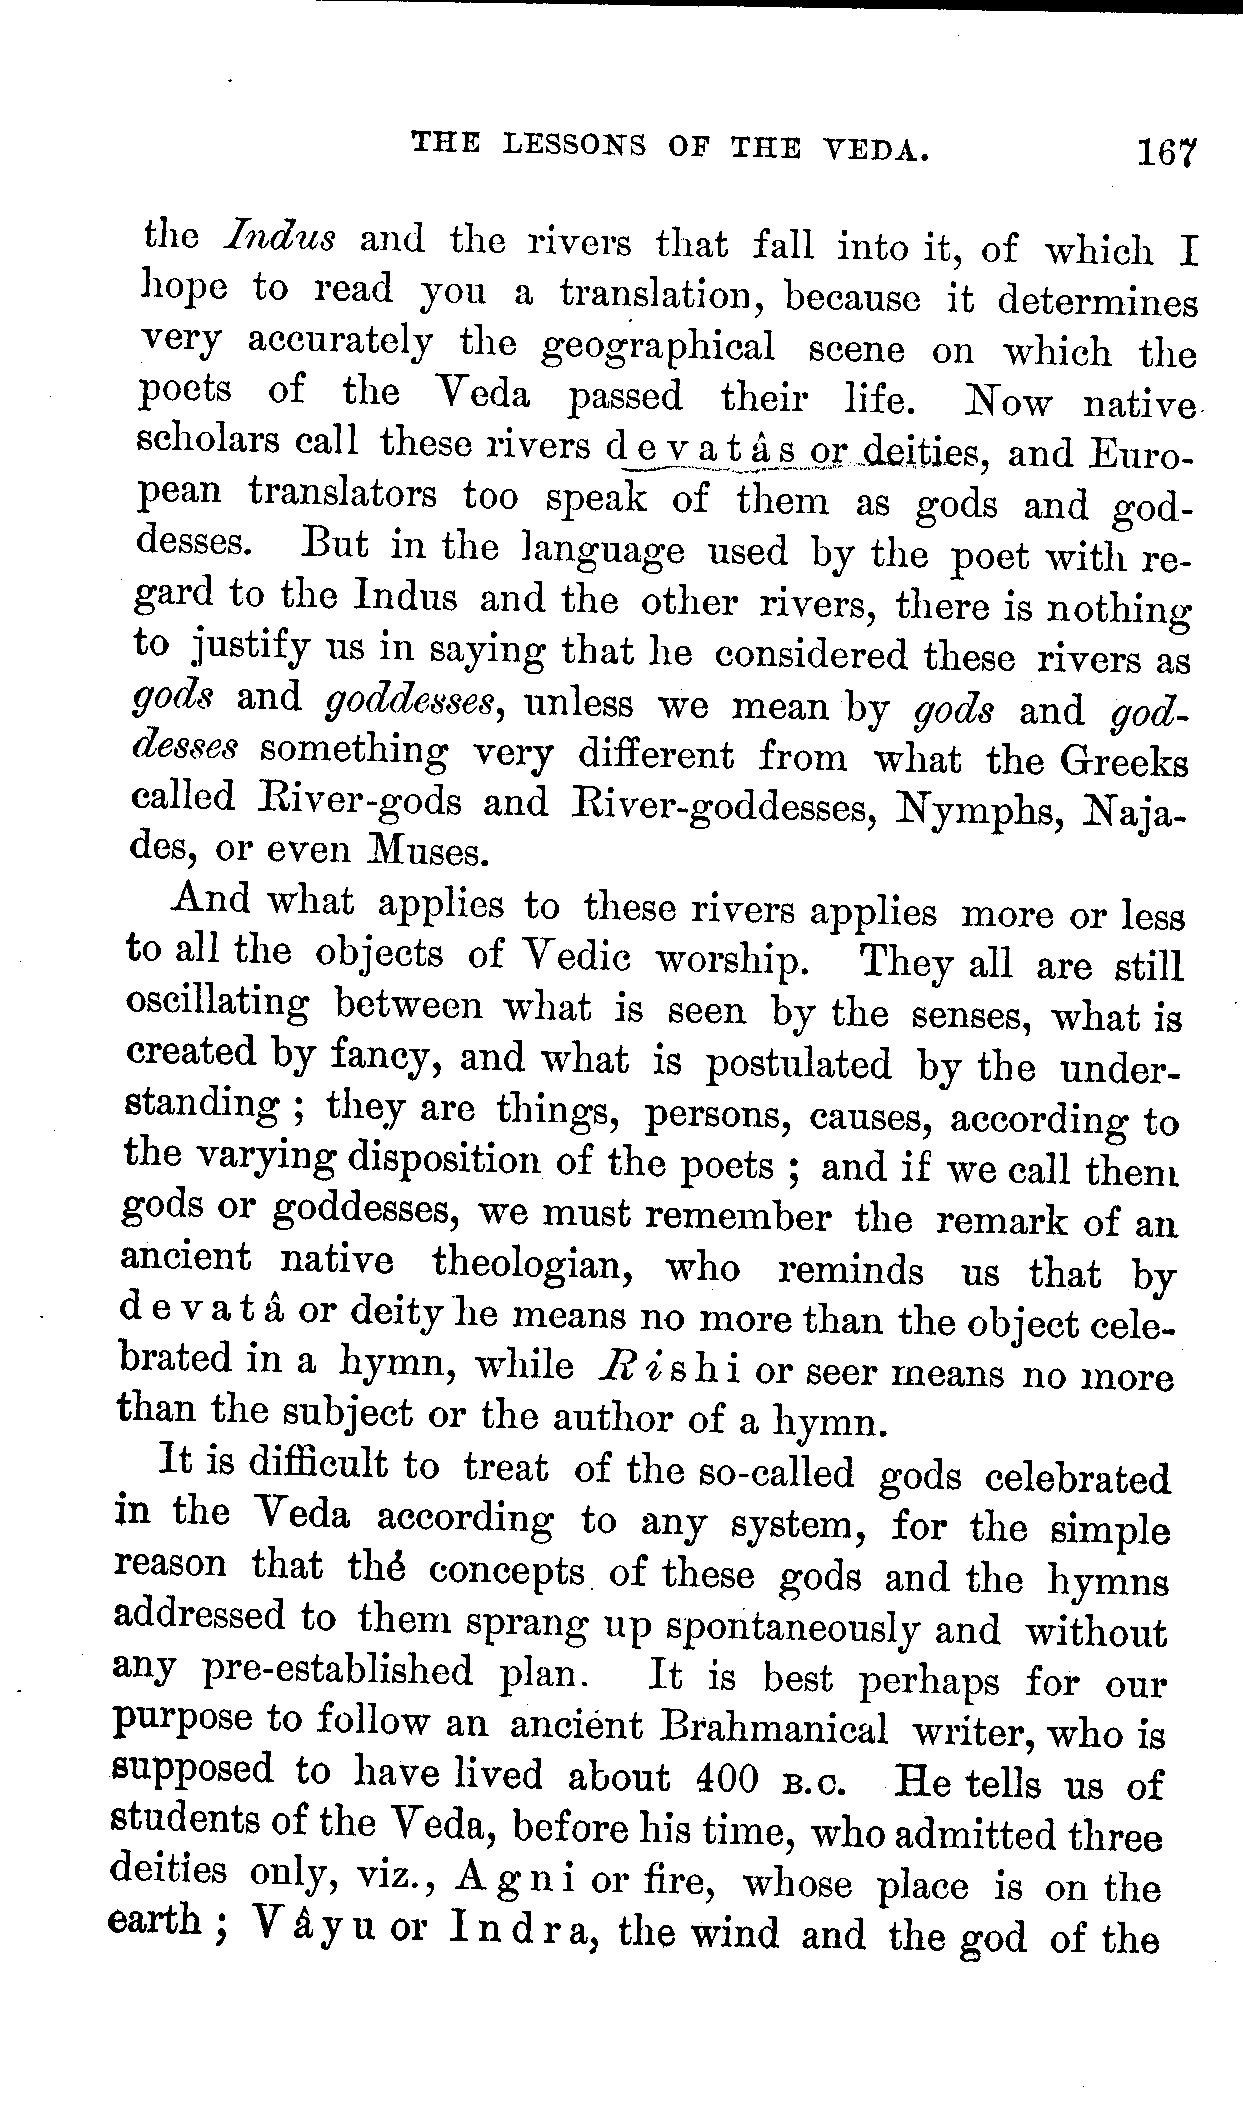 THE LESSONS OF THE VEDA. 167
the Indus and the rivers that fall into it, of which I
hope to read you a translation, because it determines
very accurately the geographical scene on which the
poets of the Veda passed their life. Now native
scholars call these rivers devatâs or deities, and Euro-
pean translators too speak of them as gods and god-
desses. But in the language used by the poet with re-
gard to the Indus and the other rivers, there is nothing
to justify us in saying that he considered these rivers as
gods and goddesses, unless we mean by gods and god-
desses something very different from what the Greeks
called River-gods and River-goddesses, Nymphs, Naja-
des, or even Muses.
And what applies to these rivers applies more or less
to all the objects of Vedic worship. They all are still
oscillating between what is seen by the senses, what is
created by fancy, and what is postulated by the under-
standing ; they are things, persons, causes, according to
the varying disposition of the poets ; and if we call them
gods or goddesses, we must remember the remark of an
ancient native theologian, who reminds us that by
devatâ or deity he means no more than the object cele-
brated in a hymn, while Rishi or seer means no more
than the subject or the author of a hymn.
It is difficult to treat of the so-called gods celebrated
in the Veda according to any system, for the simple
reason that the concepts of these gods and the hymns
addressed to them sprang up spontaneously and without
any pre-established plan. It is best perhaps for our
purpose to follow an ancient Brahmanical writer, who is
supposed to have lived about 400 B.C. He tells us of
students of the Veda, before his time, who admitted three
deities only, viz., Agni or fire, whose place is on the
earth ; Vâyu or Indra, the wind and the god of the